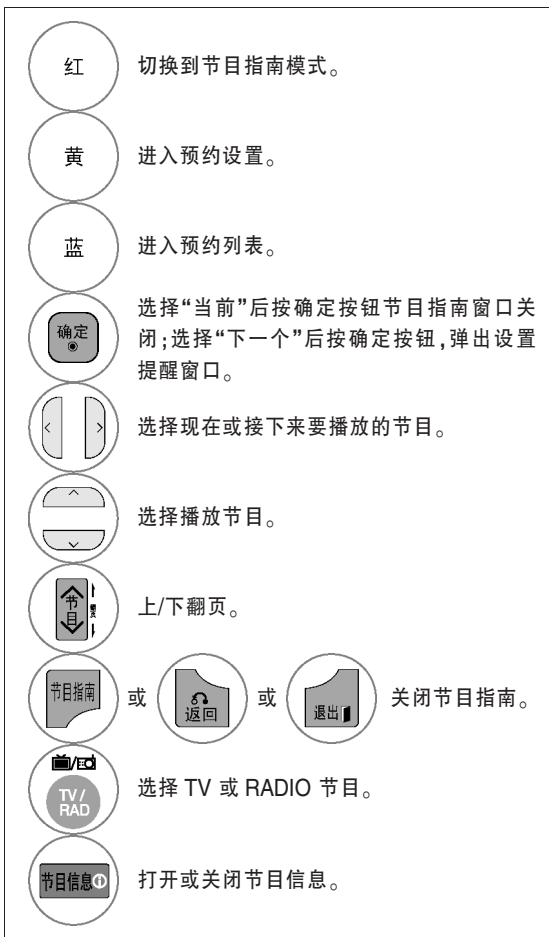 红 切换到节目指南模式。
黄 进入预约设置。
蓝 进入预约列表。
确定 选择“当前”后按确定按钮节目指南窗口关
闭;选择“下一个”后按确定按钮,弹出设置
提醒窗口。
选择现在或接下来要播放的节目。
选择播放节目。
节目 上/下翻页。
节目指南 或 返回 或 退出 关闭节目指南。
TV/
RAD 选择 TV 或 RADIO 节目。
节目信息 打开或关闭节目信息。